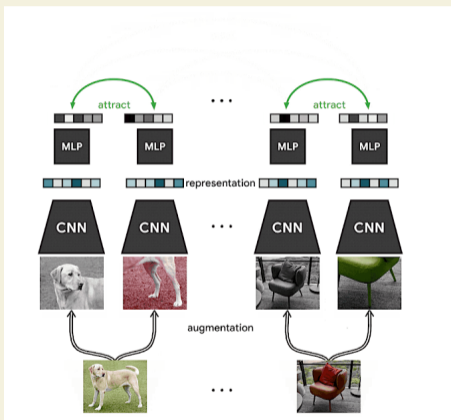 attract
attract
MLP
MLP
MLP
MLP
representation
CNN
CNN
CNN
CNN
augmentation